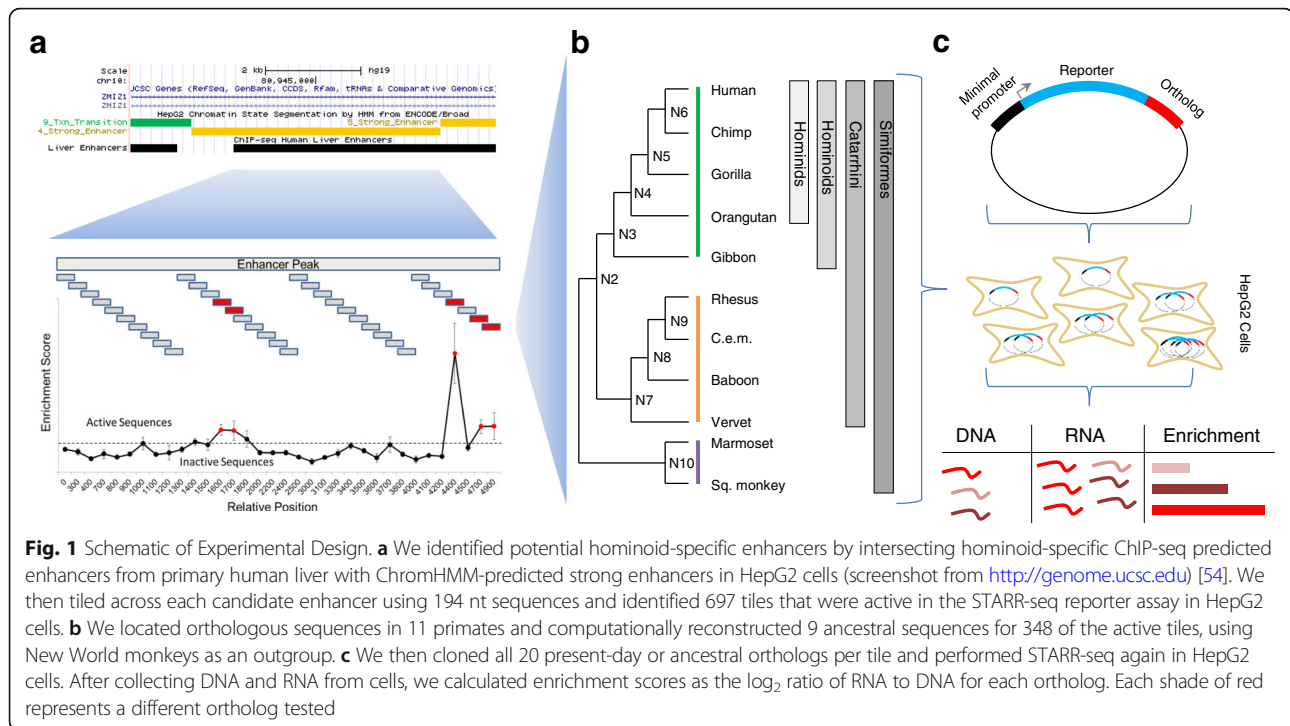 a
Scale
chr10:
2 kb
hg19
80,945,000
UCSC Genes (RefSeq, GenBank, CCDS, Rfam, tRNAs & Comparative Genomics)
ZMIZ1
ZMIZ1
HepG2 Chromatin State Segmentation by HMM from ENCODE/Broad
9_Txn_Transition
5_Strong_Enhancer
4_Strong_Enhancer
ChIP-seq Human Liver Enhancers
Liver Enhancers
Enhancer Peak
Enrichment Score
Active Sequences
Inactive Sequences
0 300 400 700 800 1000 1200 1300 1400 1600 1700 2000 2200 2400 2500 2600 3000 3100 3400 3500 3700 3800 4000 4200 4300 4500 4700 4900
Relative Position
b
Human
N6
Chimp
N5
Gorilla
N4
Orangutan
N3
Gibbon
N2
Rhesus
N9
C.e.m.
N8
Baboon
N7
Vervet
Marmoset
N10
Sq. monkey
Hominids
Hominoids
Catarrhini
Simiformes
c
Minimal
promoter
Reporter
Ortholog
HepG2 Cells
DNA RNA Enrichment
Fig. 1 Schematic of Experimental Design. a We identified potential hominoid-specific enhancers by intersecting hominoid-specific ChIP-seq predicted
enhancers from primary human liver with ChromHMM-predicted strong enhancers in HepG2 cells (screenshot from http://genome.ucsc.edu) [54]. We
then tiled across each candidate enhancer using 194 nt sequences and identified 697 tiles that were active in the STARR-seq reporter assay in HepG2
cells. b We located orthologous sequences in 11 primates and computationally reconstructed 9 ancestral sequences for 348 of the active tiles, using
New World monkeys as an outgroup. c We then cloned all 20 present-day or ancestral orthologs per tile and performed STARR-seq again in HepG2
cells. After collecting DNA and RNA from cells, we calculated enrichment scores as the log₂ ratio of RNA to DNA for each ortholog. Each shade of red
represents a different ortholog tested